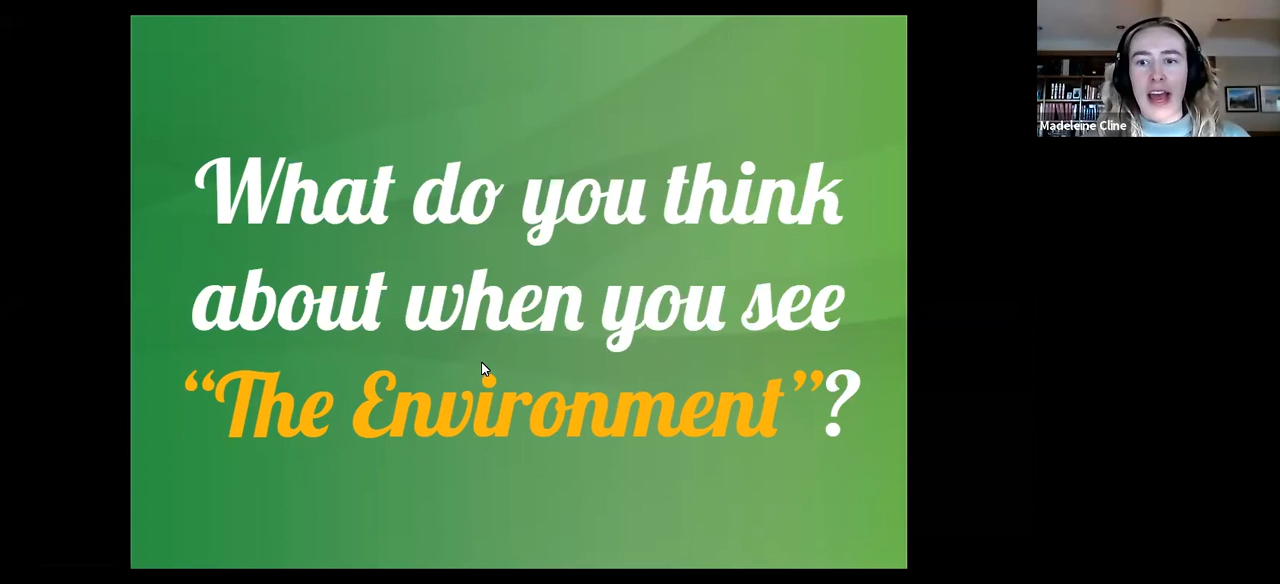 What do you think
about when you see
“The Environment”?
Madeleine Cline